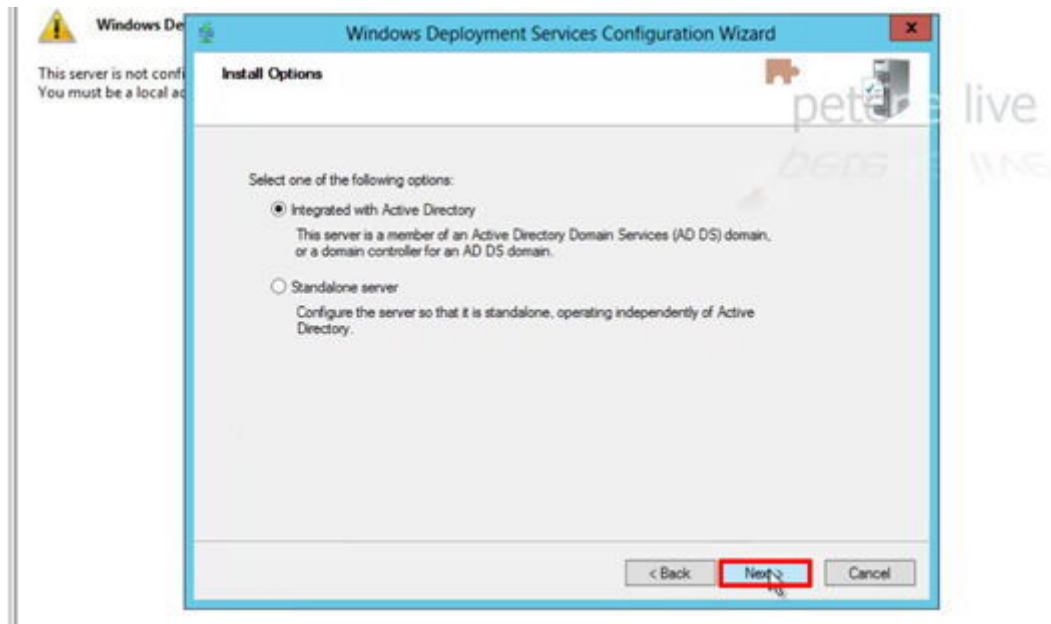 Windows De
Windows Deployment Services Configuration Wizard
This server is not confi
You must be a local ac
Install Options
live
Select one of the following options:
Integrated with Active Directory
This server is a member of an Active Directory Domain Services (AD DS) domain,
or a domain controller for an AD DS domain.
Standalone server
Configure the server so that it is standalone, operating independently of Active
Directory.
< Back
Next >
Cancel